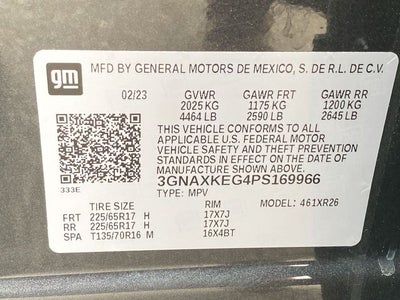 gm
MFD BY GENERAL MOTORS DE MEXICO, S. DE R.L. DE C.V.
02/23 GVWR GAWR FRT GAWR RR
2025 KG 1175 KG 1200 KG
4464 LB 2590 LB 2645 LB
THIS VEHICLE CONFORMS TO ALL
APPLICABLE U.S. FEDERAL MOTOR
VEHICLE SAFETY, BUMPER, AND THEFT
PREVENTION STANDARDS IN EFFECT ON THE
DATE OF MANUFACTURE SHOWN ABOVE.
3GNAXKEG4PS169966
333E TYPE: MPV
TIRE SIZE RIM MODEL: 461XR26
FRT 225/65R17 H 17X7J
RR 225/65R17 H 17X7J
SPA T135/70R16 M 16X4BT